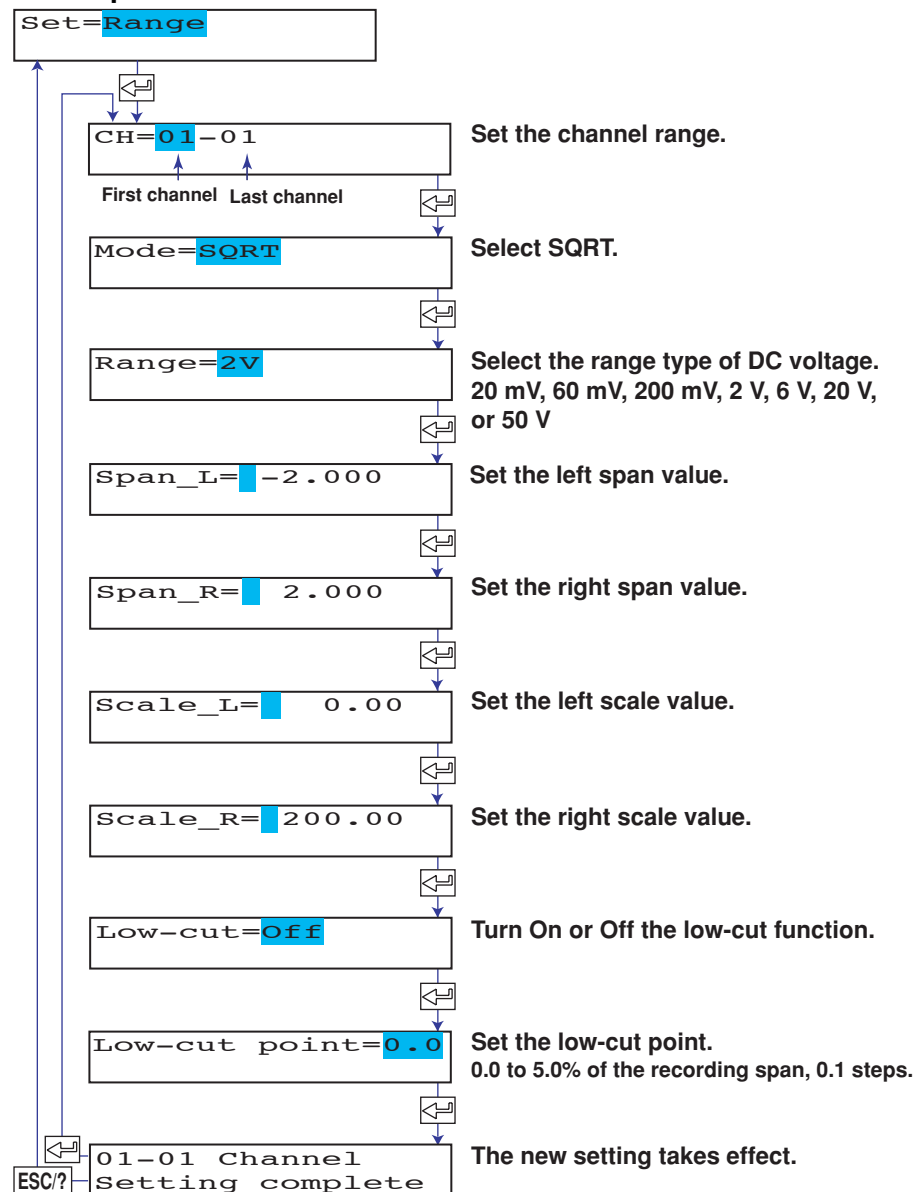 Set=Range
CH=01-01
Set the channel range.
First channel Last channel
Mode=SQRT
Select SQRT.
Range=2V
Select the range type of DC voltage.
20 mV, 60 mV, 200 mV, 2 V, 6 V, 20 V,
or 50 V
Span_L= -2.000
Set the left span value.
Span_R= 2.000
Set the right span value.
Scale_L= 0.00
Set the left scale value.
Scale_R= 200.00
Set the right scale value.
Low-cut=Off
Turn On or Off the low-cut function.
Low-cut point=0.0
Set the low-cut point.
0.0 to 5.0% of the recording span, 0.1 steps.
01-01 Channel
The new setting takes effect.
ESC/?
Setting complete